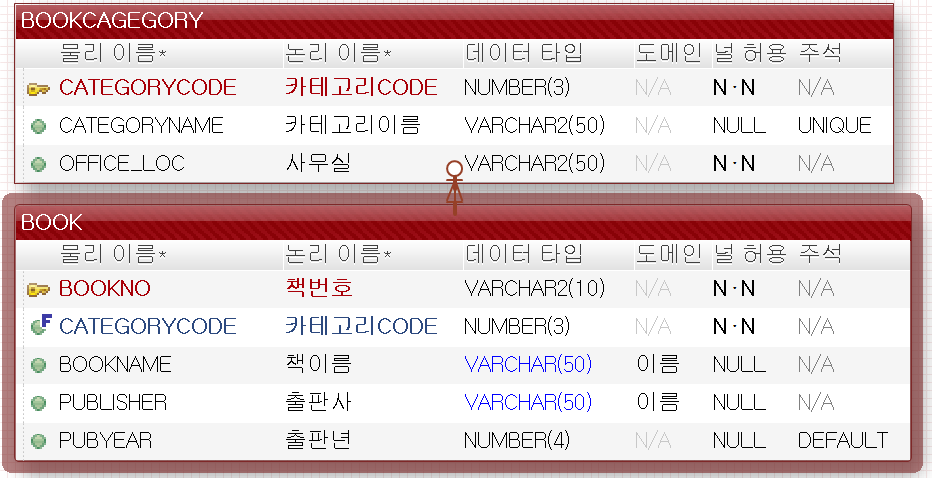 BOOKCAGEGORY
물리 이름* 논리 이름* 데이터 타입 도메인 널 허용 주석
CATEGORYCODE 카테고리CODE NUMBER(3) N/A N·N N/A
CATEGORYNAME 카테고리이름 VARCHAR2(50) N/A NULL UNIQUE
OFFICE_LOC 사무실 VARCHAR2(50) N/A N·N N/A
BOOK
물리 이름* 논리 이름* 데이터 타입 도메인 널 허용 주석
BOOKNO 책번호 VARCHAR2(10) N/A N·N N/A
F CATEGORYCODE 카테고리CODE NUMBER(3) N/A N·N N/A
BOOKNAME 책이름 VARCHAR(50) 이름 NULL N/A
PUBLISHER 출판사 VARCHAR(50) 이름 NULL N/A
PUBYEAR 출판년 NUMBER(4) N/A NULL DEFAULT